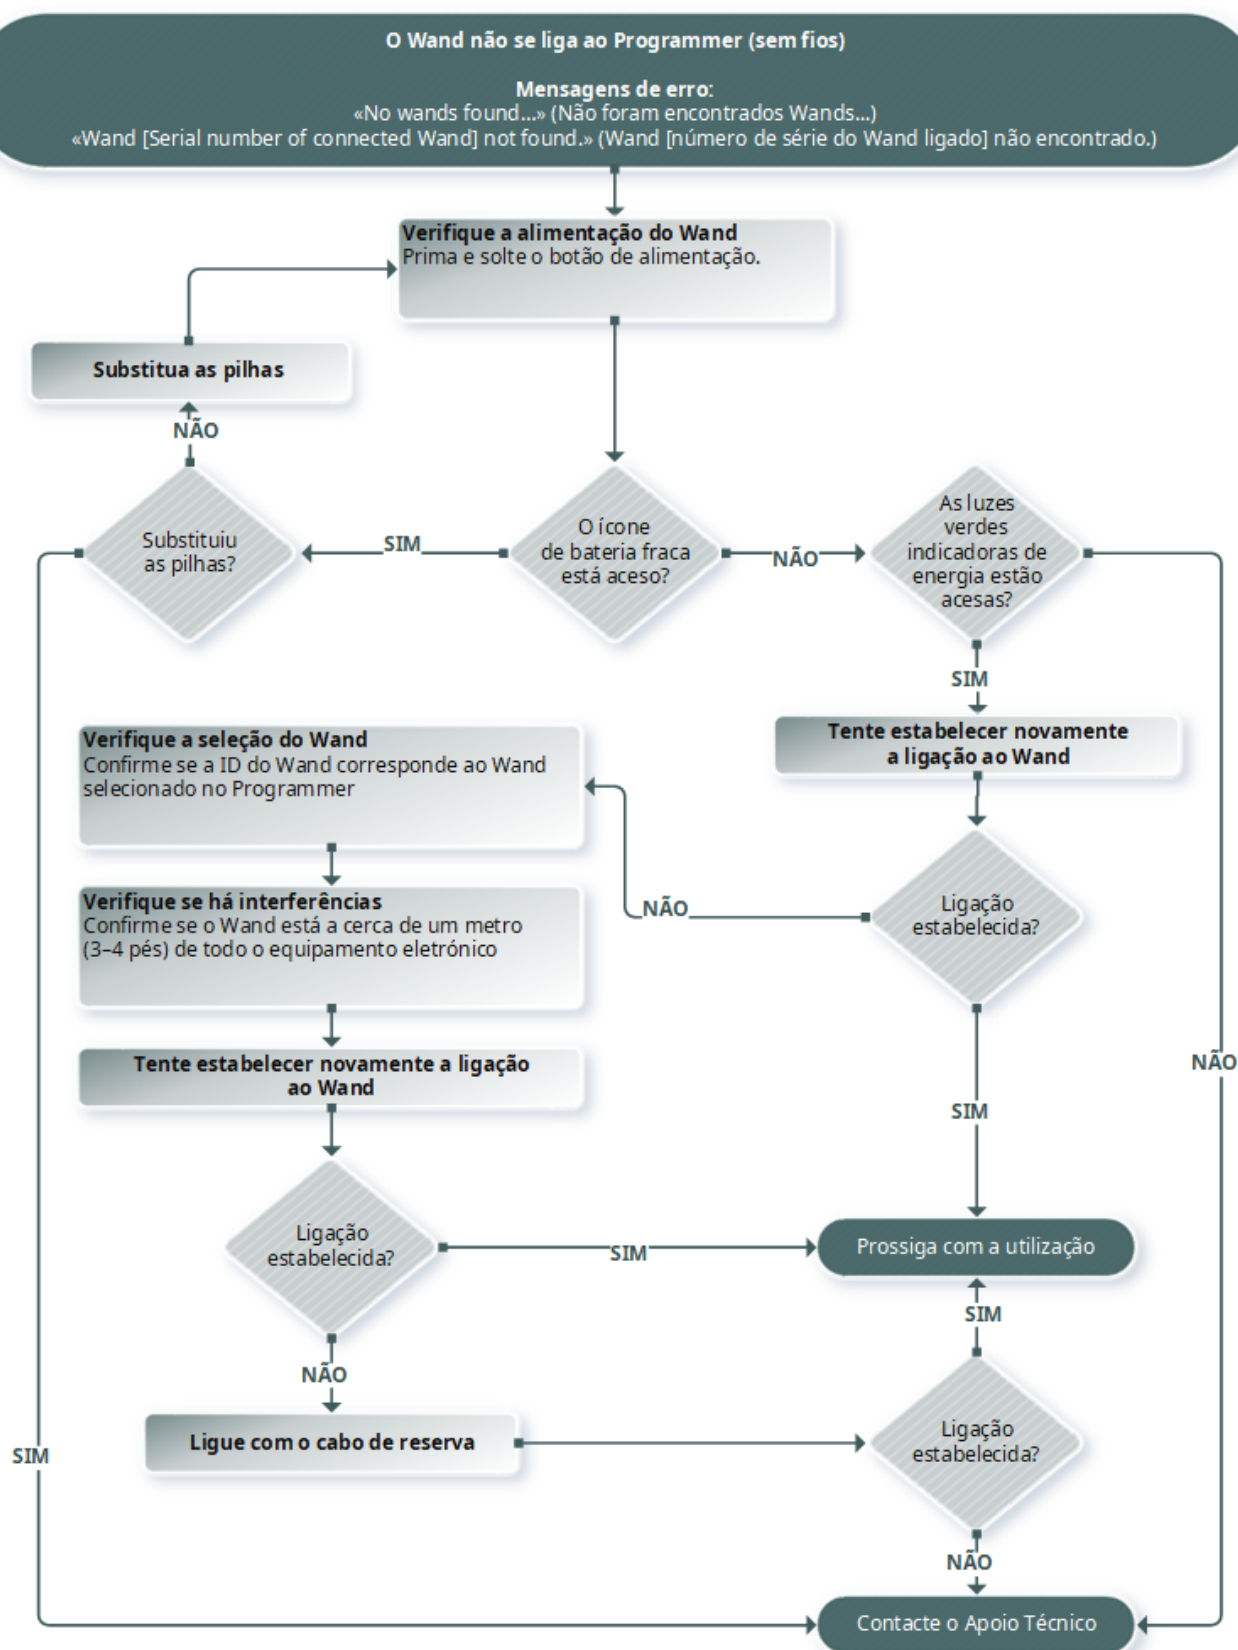 O Wand não se liga ao Programmer (sem fios)
Mensagens de erro:
«No wands found...» (Não foram encontrados Wands...)
«Wand [Serial number of connected Wand] not found.» (Wand [número de série do Wand ligado] não encontrado.)
Verifique a alimentação do Wand
Prima e solte o botão de alimentação.
Substitua as pilhas
NÃO
Substituiu
as pilhas?
SIM
O ícone
de bateria fraca
está aceso?
NÃO
As luzes
verdes
indicadoras de
energia estão
acesas?
SIM
Tente estabelecer novamente
a ligação ao Wand
Verifique a seleção do Wand
Confirme se a ID do Wand corresponde ao Wand
selecionado no Programmer
NÃO
Ligação
estabelecida?
Verifique se há interferências
Confirme se o Wand está a cerca de um metro
(3–4 pés) de todo o equipamento eletrónico
Tente estabelecer novamente a ligação
ao Wand
NÃO
SIM
Ligação
estabelecida?
SIM
Prossiga com a utilização
SIM
NÃO
Ligue com o cabo de reserva
Ligação
estabelecida?
SIM
NÃO
Contacte o Apoio Técnico